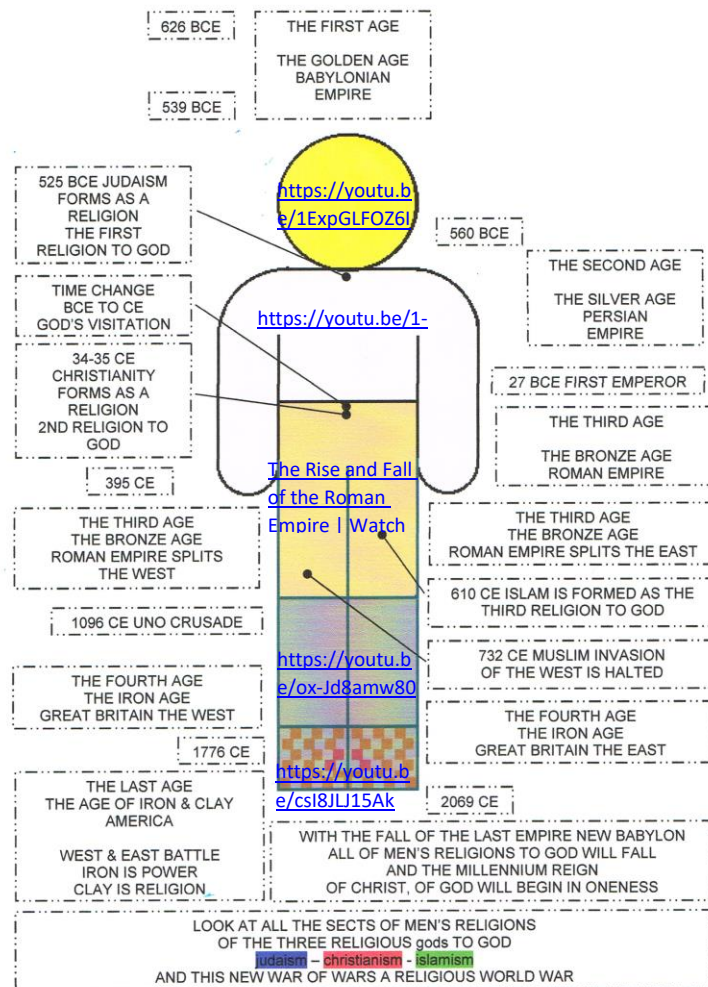 626 BCE
THE FIRST AGE
THE GOLDEN AGE
BABYLONIAN
EMPIRE
539 BCE
https://youtu.b
e/1ExpGLFOZ6I
525 BCE JUDAISM
FORMS AS A
RELIGION
THE FIRST
RELIGION TO GOD
560 BCE
THE SECOND AGE
THE SILVER AGE
PERSIAN
EMPIRE
TIME CHANGE
BCE TO CE
GOD'S VISITATION
https://youtu.be/1-
34-35 CE
CHRISTIANITY
FORMS AS A
RELIGION
2ND RELIGION TO
GOD
27 BCE FIRST EMPEROR
THE THIRD AGE
THE BRONZE AGE
ROMAN EMPIRE
395 CE
The Rise and Fall
of the Roman
Empire | Watch
THE THIRD AGE
THE BRONZE AGE
ROMAN EMPIRE SPLITS
THE WEST
THE THIRD AGE
THE BRONZE AGE
ROMAN EMPIRE SPLITS THE EAST
610 CE ISLAM IS FORMED AS THE
THIRD RELIGION TO GOD
1096 CE UNO CRUSADE
732 CE MUSLIM INVASION
OF THE WEST IS HALTED
https://youtu.b
e/ox-Jd8amw80
THE FOURTH AGE
THE IRON AGE
GREAT BRITAIN THE WEST
THE FOURTH AGE
THE IRON AGE
GREAT BRITAIN THE EAST
1776 CE
https://youtu.b
e/csI8JLJ15Ak
THE LAST AGE
THE AGE OF IRON & CLAY
AMERICA
WEST & EAST BATTLE
IRON IS POWER
CLAY IS RELIGION
2069 CE
WITH THE FALL OF THE LAST EMPIRE NEW BABYLON
ALL OF MEN'S RELIGIONS TO GOD WILL FALL
AND THE MILLENNIUM REIGN
OF CHRIST, OF GOD WILL BEGIN IN ONENESS
LOOK AT ALL THE SECTS OF MEN'S RELIGIONS
OF THE THREE RELIGIOUS gods TO GOD
judaism – christianism - islamism
AND THIS NEW WAR OF WARS A RELIGIOUS WORLD WAR